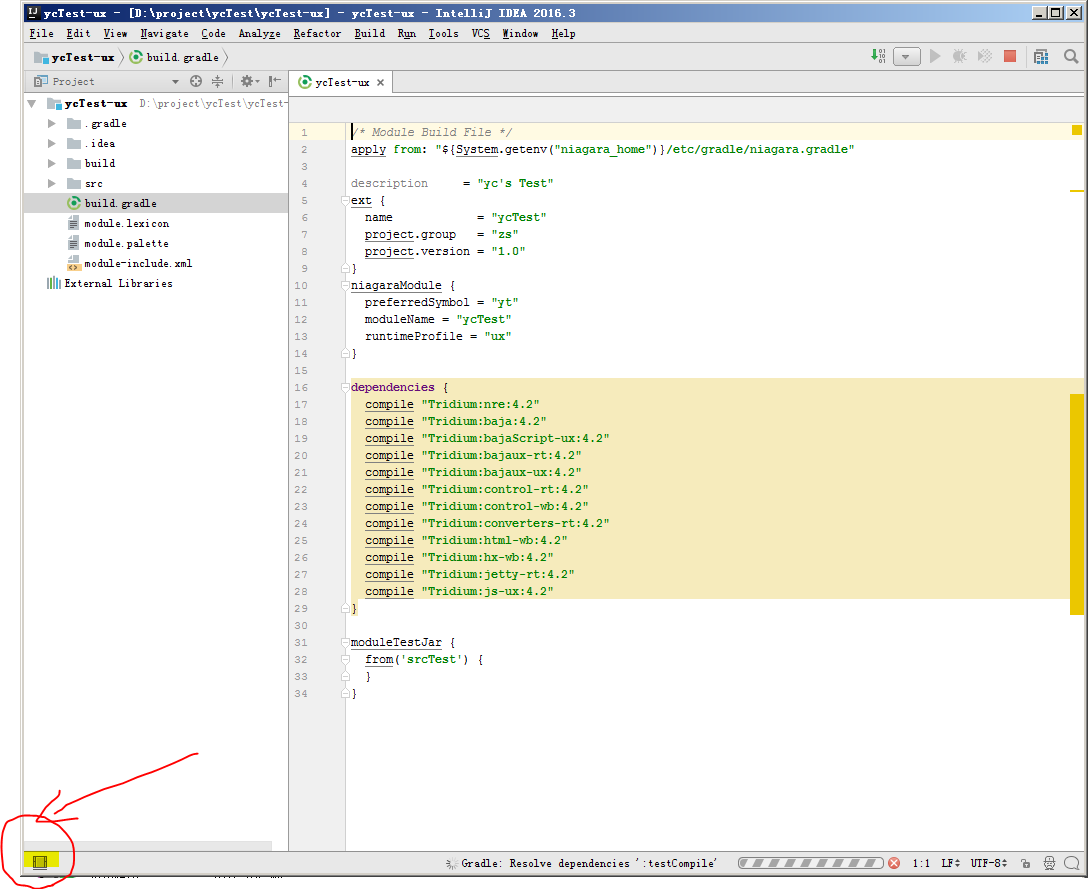 ycTest-ux - [D:\project\ycTest\ycTest-ux] - ycTest-ux - IntelliJ IDEA 2016.3
File Edit View Navigate Code Analyze Refactor Build Run Tools VCS Window Help
ycTest-ux build.gradle
Project
ycTest-ux
ycTest-ux D:\project\ycTest\ycTest-
.gradle
.idea
build
src
build.gradle
module.lexicon
module.palette
module-include.xml
External Libraries
1 /* Module Build File */
2 apply from: "${System.getenv("niagara_home")}/etc/gradle/niagara.gradle"
3
4 description = "yc's Test"
5 ext {
6 name = "ycTest"
7 project.group = "zs"
8 project.version = "1.0"
9 }
10 niagaraModule {
11 preferredSymbol = "yt"
12 moduleName = "ycTest"
13 runtimeProfile = "ux"
14 }
15
16 dependencies {
17 compile "Tridium:nre:4.2"
18 compile "Tridium:baja:4.2"
19 compile "Tridium:bajaScript-ux:4.2"
20 compile "Tridium:bajaux-rt:4.2"
21 compile "Tridium:bajaux-ux:4.2"
22 compile "Tridium:control-rt:4.2"
23 compile "Tridium:control-wb:4.2"
24 compile "Tridium:converters-rt:4.2"
25 compile "Tridium:html-wb:4.2"
26 compile "Tridium:hx-wb:4.2"
27 compile "Tridium:jetty-rt:4.2"
28 compile "Tridium:js-ux:4.2"
29 }
30
31 moduleTestJar {
32 from('srcTest') {
33 }
34 }
Gradle: Resolve dependencies ':testCompile' 1:1 LF UTF-8